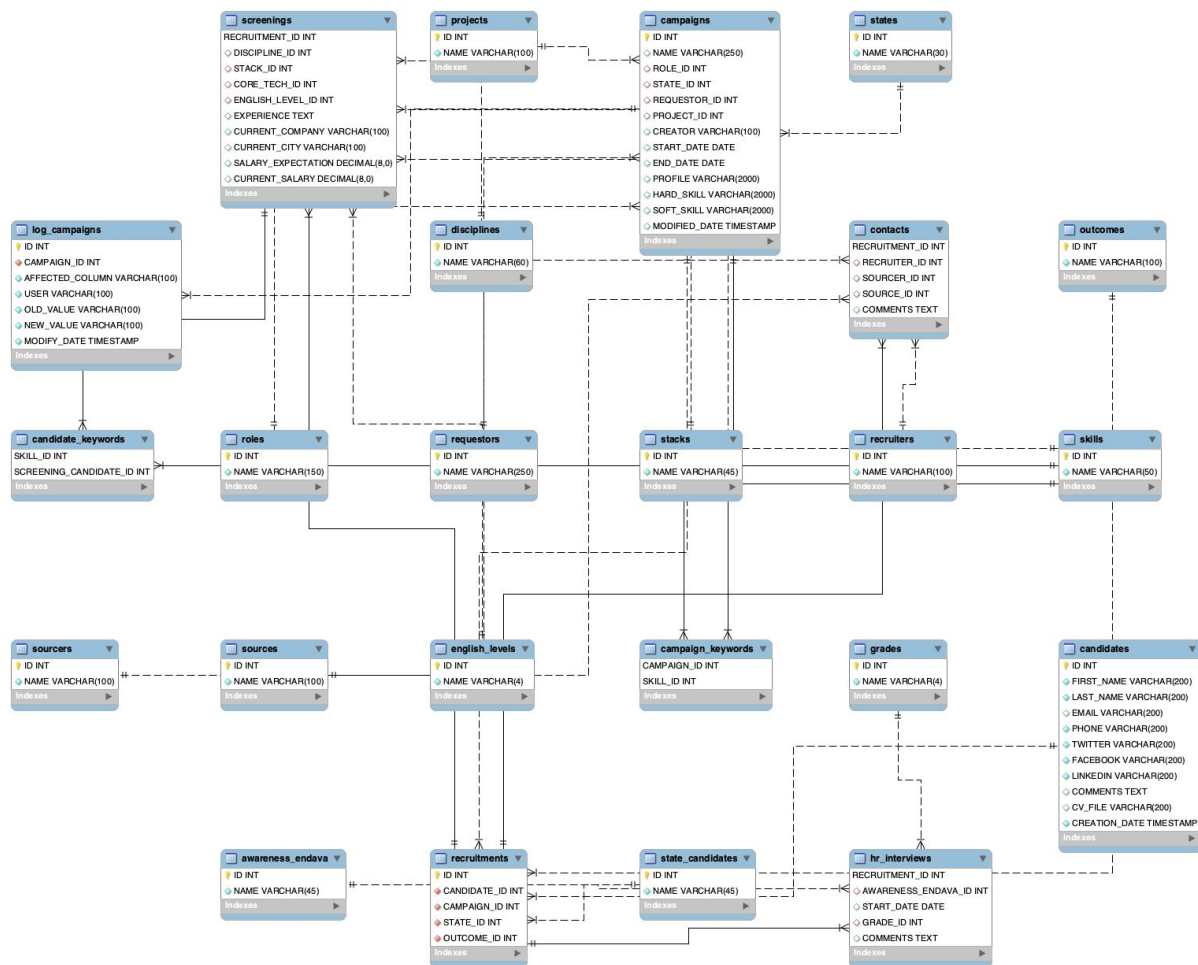 screenings
RECRUITMENT_ID INT
DISCIPLINE_ID INT
STACK_ID INT
CORE_TECH_ID INT
ENGLISH_LEVEL_ID INT
EXPERIENCE TEXT
CURRENT_COMPANY VARCHAR(100)
CURRENT_CITY VARCHAR(100)
SALARY_EXPECTATION DECIMAL(8,0)
CURRENT_SALARY DECIMAL(8,0)
Indexes
projects
ID INT
NAME VARCHAR(100)
Indexes
campaigns
ID INT
NAME VARCHAR(250)
ROLE_ID INT
STATE_ID INT
REQUESTOR_ID INT
PROJECT_ID INT
CREATOR VARCHAR(100)
START_DATE DATE
END_DATE DATE
PROFILE VARCHAR(2000)
HARD_SKILL VARCHAR(2000)
SOFT_SKILL VARCHAR(2000)
MODIFIED_DATE TIMESTAMP
Indexes
states
ID INT
NAME VARCHAR(30)
Indexes
log_campaigns
ID INT
CAMPAIGN_ID INT
AFFECTED_COLUMN VARCHAR(100)
USER VARCHAR(100)
OLD_VALUE VARCHAR(100)
NEW_VALUE VARCHAR(100)
MODIFY_DATE TIMESTAMP
Indexes
disciplines
ID INT
NAME VARCHAR(60)
Indexes
contacts
RECRUITMENT_ID INT
RECRUITER_ID INT
SOURCER_ID INT
SOURCE_ID INT
COMMENTS TEXT
Indexes
outcomes
ID INT
NAME VARCHAR(100)
Indexes
candidate_keywords
SKILL_ID INT
SCREENING_CANDIDATE_ID INT
Indexes
roles
ID INT
NAME VARCHAR(150)
Indexes
requestors
ID INT
NAME VARCHAR(250)
Indexes
stacks
ID INT
NAME VARCHAR(45)
Indexes
recruiters
ID INT
NAME VARCHAR(100)
Indexes
skills
ID INT
NAME VARCHAR(50)
Indexes
sourcers
ID INT
NAME VARCHAR(100)
Indexes
sources
ID INT
NAME VARCHAR(100)
Indexes
english_levels
ID INT
NAME VARCHAR(4)
Indexes
campaign_keywords
CAMPAIGN_ID INT
SKILL_ID INT
Indexes
grades
ID INT
NAME VARCHAR(4)
Indexes
candidates
ID INT
FIRST_NAME VARCHAR(200)
LAST_NAME VARCHAR(200)
EMAIL VARCHAR(200)
PHONE VARCHAR(200)
TWITTER VARCHAR(200)
FACEBOOK VARCHAR(200)
LINKEDIN VARCHAR(200)
COMMENTS TEXT
CV_FILE VARCHAR(200)
CREATION_DATE TIMESTAMP
Indexes
awareness_endava
ID INT
NAME VARCHAR(45)
Indexes
recruitments
ID INT
CANDIDATE_ID INT
CAMPAIGN_ID INT
STATE_ID INT
OUTCOME_ID INT
Indexes
state_candidates
ID INT
NAME VARCHAR(45)
Indexes
hr_interviews
RECRUITMENT_ID INT
AWARENESS_ENDAVA_ID INT
START_DATE DATE
GRADE_ID INT
COMMENTS TEXT
Indexes